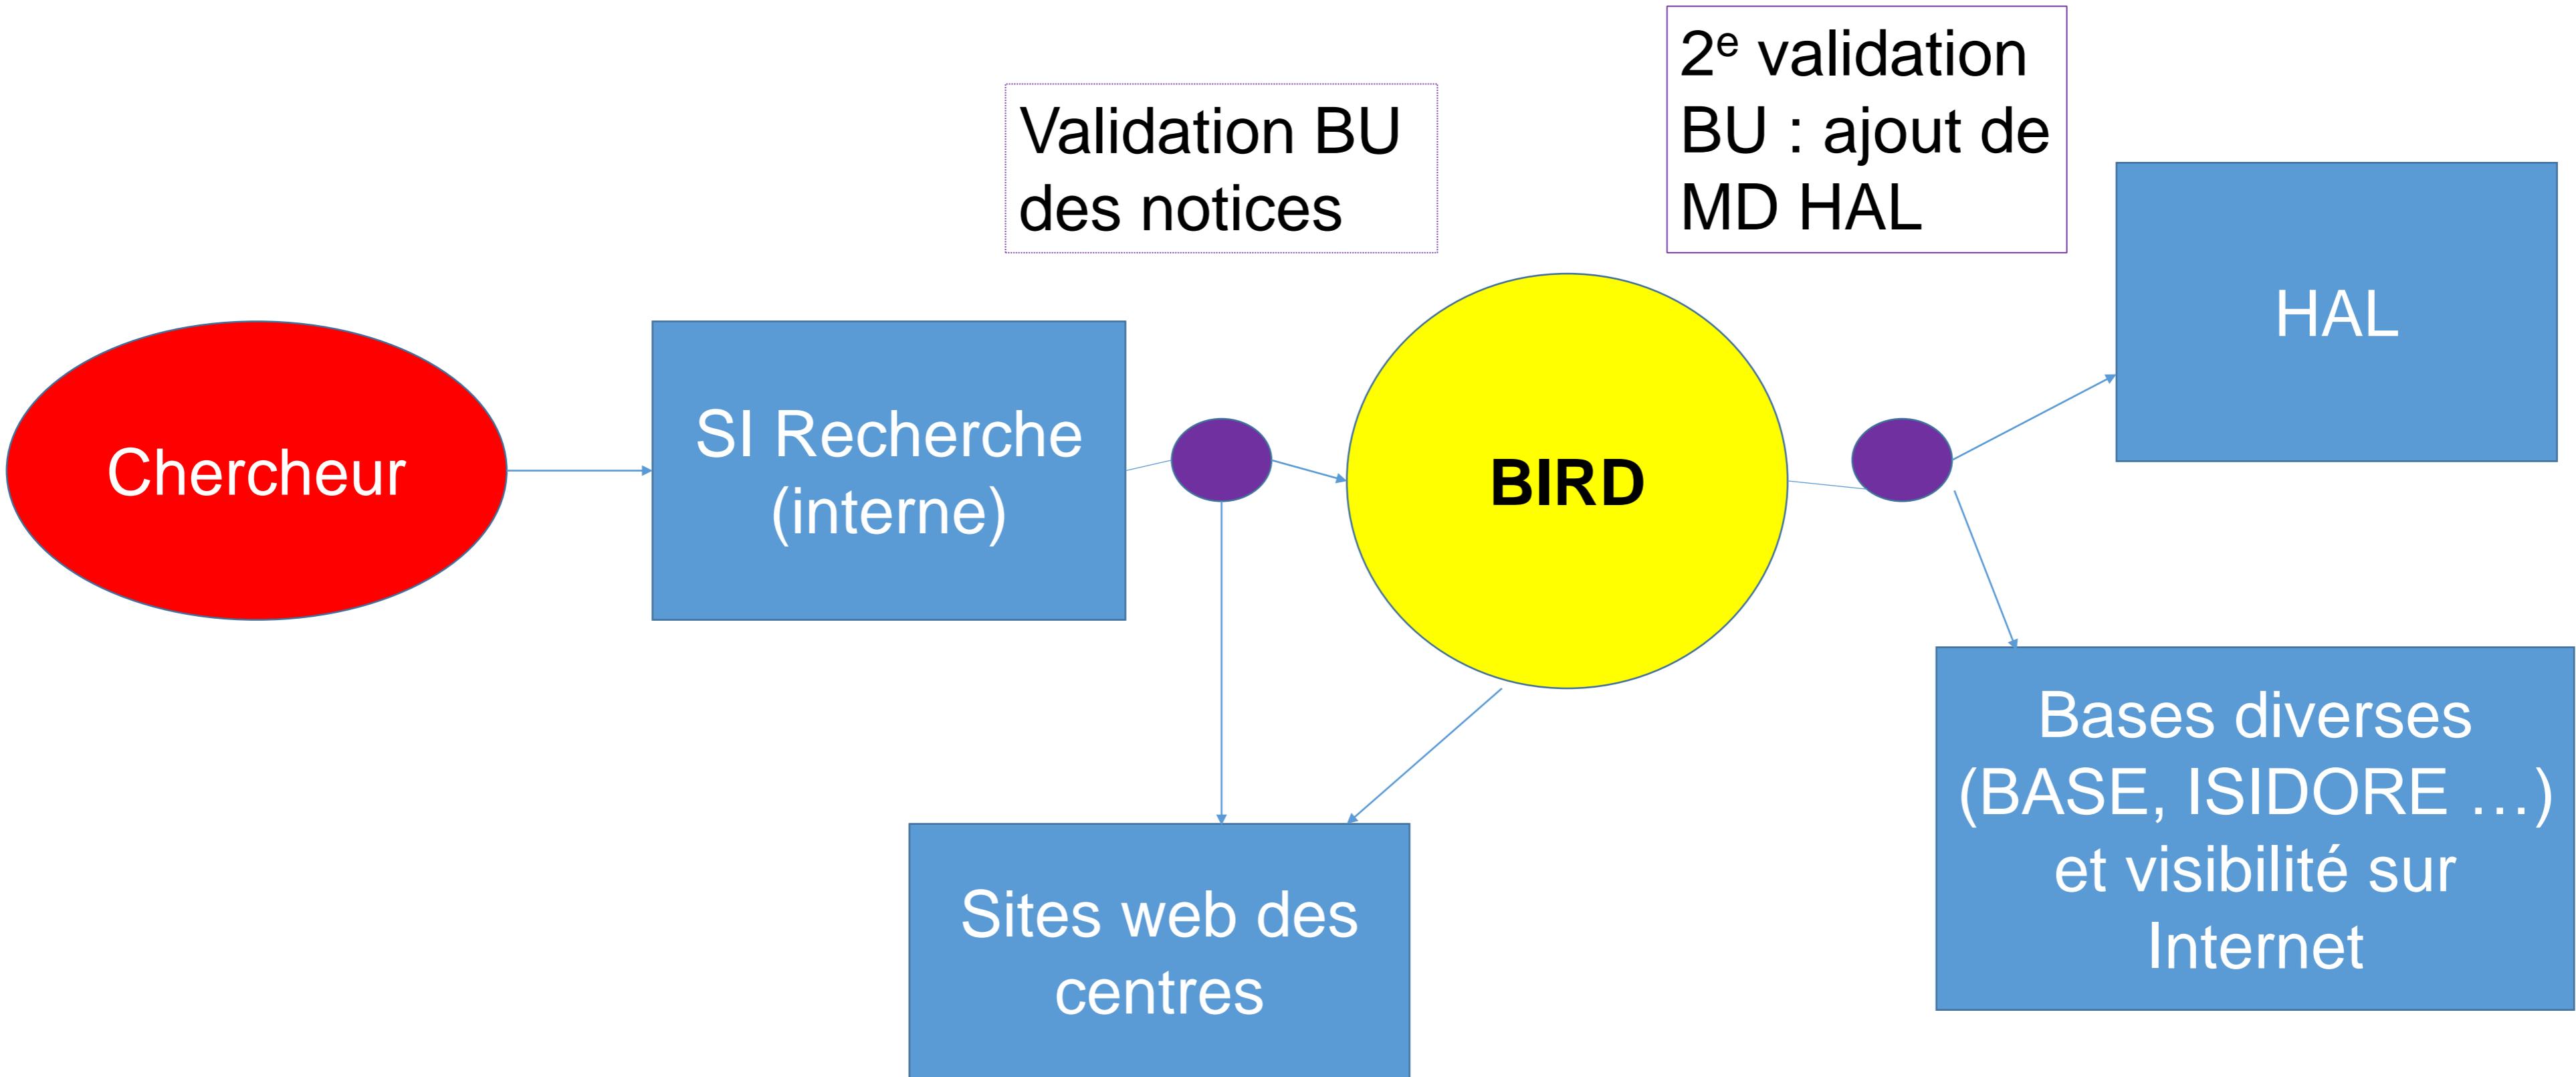 Chercheur
SI Recherche
(interne)
Validation BU
des notices
BIRD
2e validation
BU : ajout de
MD HAL
HAL
Sites web des
centres
Bases diverses
(BASE, ISIDORE …)
et visibilité sur
Internet